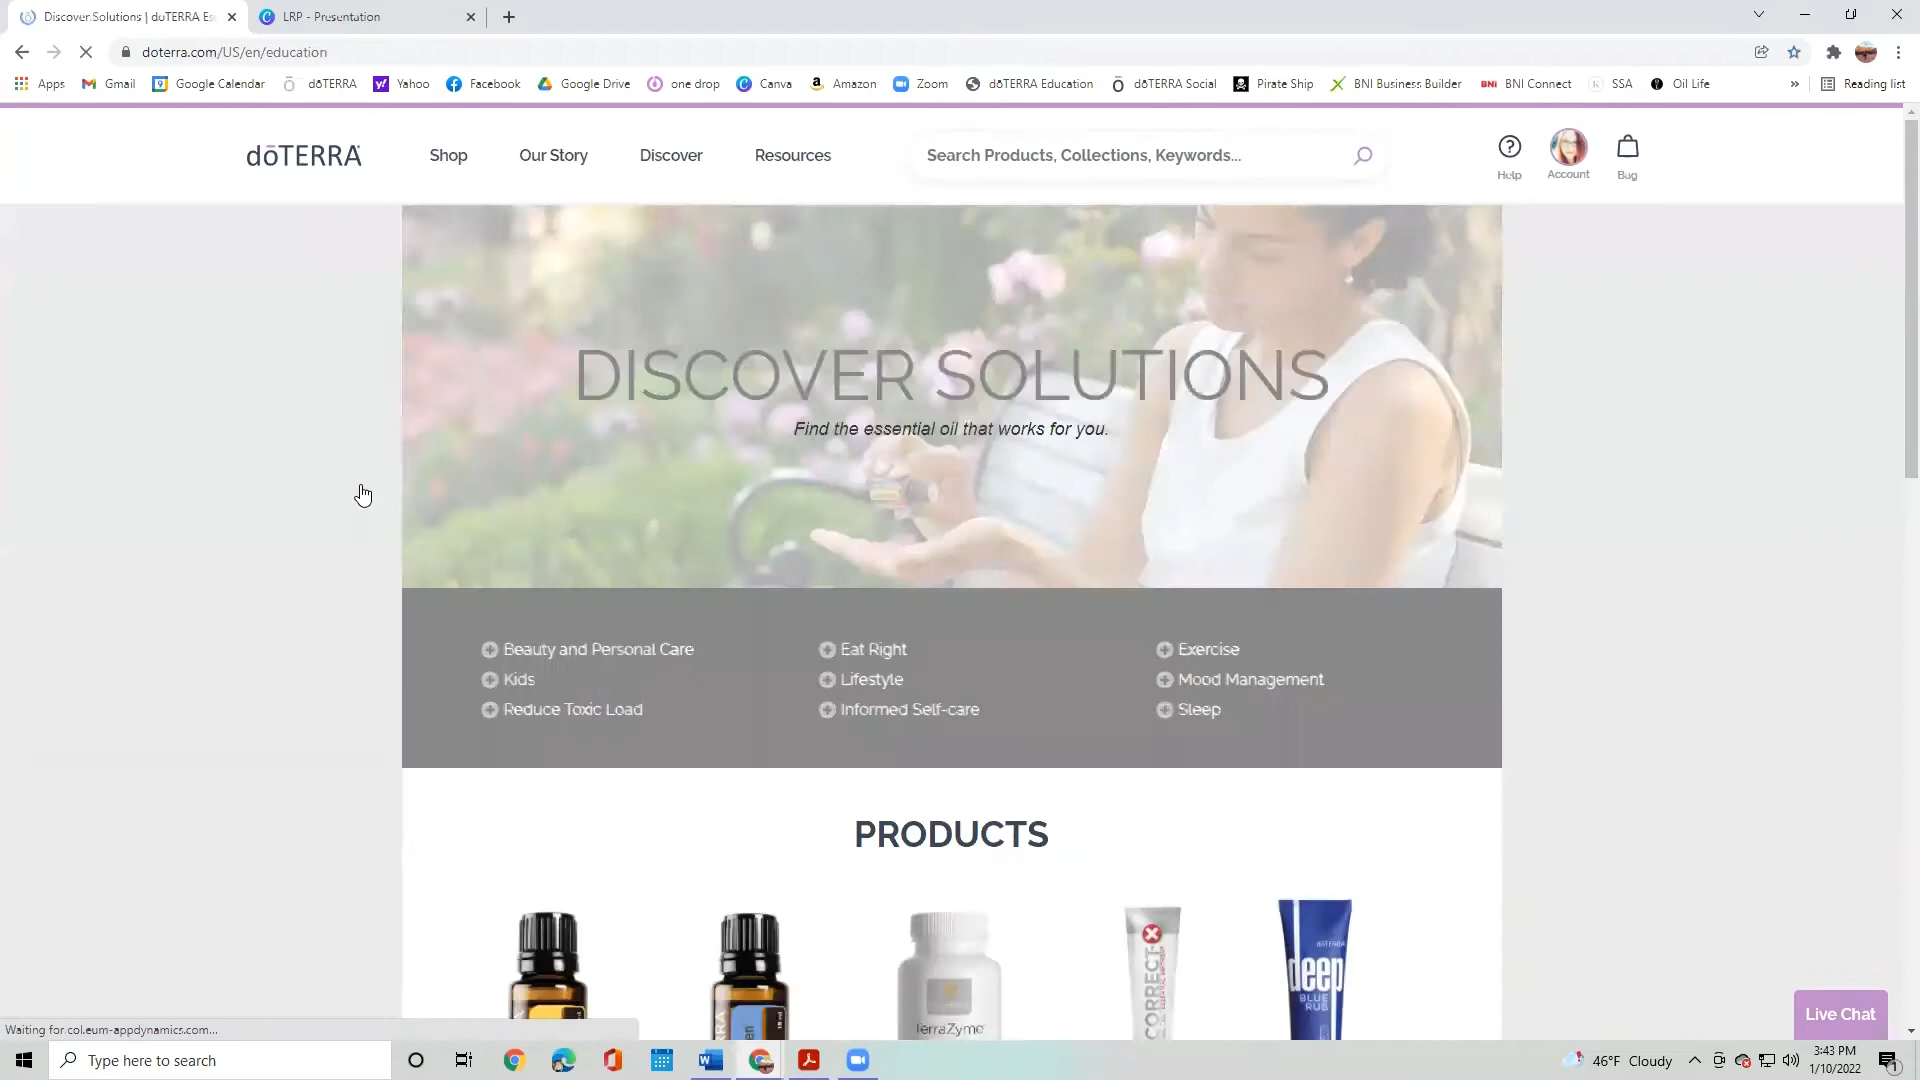 Discover Solutions | dōTERRA Es
LRP - Presentation
doterra.com/US/en/education
Apps
Gmail
Google Calendar
dōTERRA
Yahoo
Facebook
Google Drive
one drop
Canva
Amazon
Zoom
dōTERRA Education
dōTERRA Social
Pirate Ship
BNI Business Builder
BNI Connect
SSA
Oil Life
Reading list
dōTERRA
Shop
Our Story
Discover
Resources
Search Products, Collections, Keywords...
Help
Account
Bag
DISCOVER SOLUTIONS
Find the essential oil that works for you.
Beauty and Personal Care
Eat Right
Exercise
Kids
Lifestyle
Mood Management
Reduce Toxic Load
Informed Self-care
Sleep
PRODUCTS
TerraZyme
CORRECT-X
dōTERRA
deep
BLUE
RUB
Live Chat
Waiting for col.eum-appdynamics.com...
Type here to search
46°F Cloudy
3:43 PM
1/10/2022